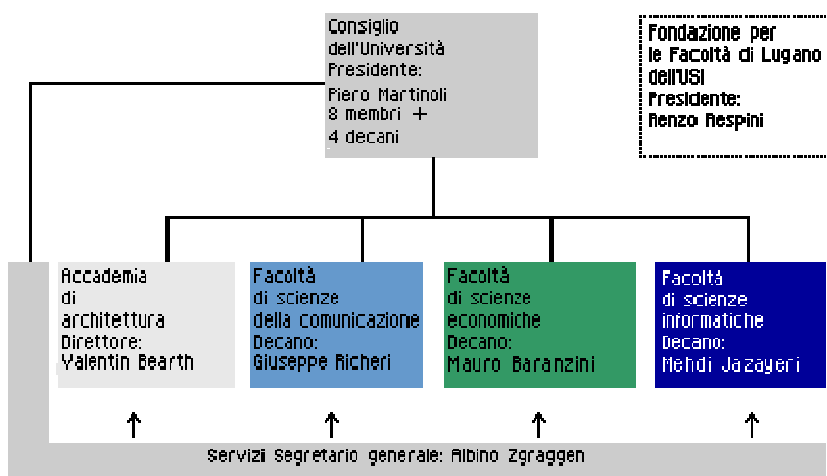 Consiglio
dell'Università
Presidente:
Piero Martinoli
8 membri +
4 decani
Fondazione per
le Facoltà di Lugano
dell'USI
Presidente:
Renzo Respini
Accademia
di
architettura
Direttore:
Valentin Bearth
Facoltà
di scienze
della comunicazione
Decano:
Giuseppe Richeri
Facoltà
di scienze
economiche
Decano:
Mauro Baranzini
Facoltà
di scienze
informatiche
Decano:
Mehdi Jazayeri
Servizi Segretario generale: Albino Zgraggen